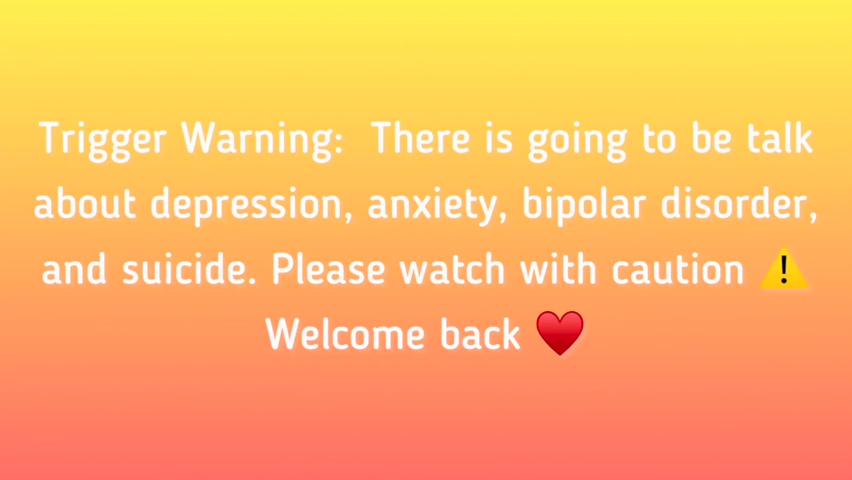 Trigger Warning:  There is going to be talk
about depression, anxiety, bipolar disorder,
and suicide. Please watch with caution ⚠️
Welcome back ♥️